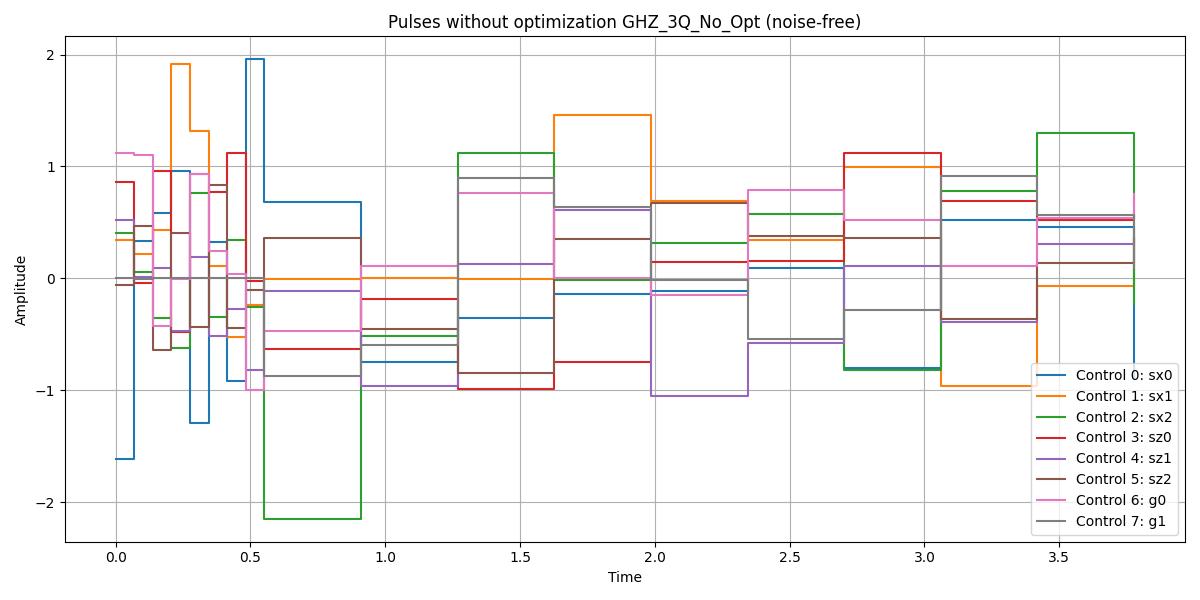 Pulses without optimization GHZ_3Q_No_Opt (noise-free)
2
1
0
−1
−2
Amplitude
0.0 0.5 1.0 1.5 2.0 2.5 3.0 3.5
Time
Control 0: sx0
Control 1: sx1
Control 2: sx2
Control 3: sz0
Control 4: sz1
Control 5: sz2
Control 6: g0
Control 7: g1